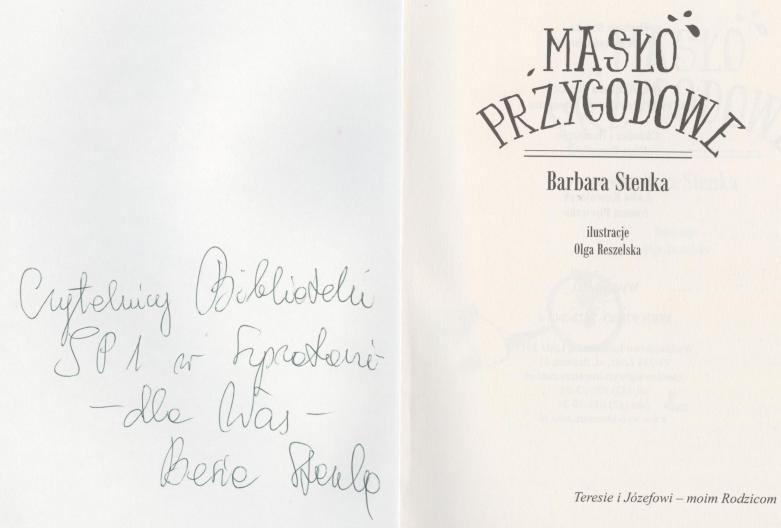 Czytelnicy Biblioteki
SP 1 w Szprotawie
– dla Was –
Basia Stenka
MASŁO
PRZYGODOWE
Barbara Stenka
ilustracje
Olga Reszelska
Teresie i Józefowi – moim Rodzicom